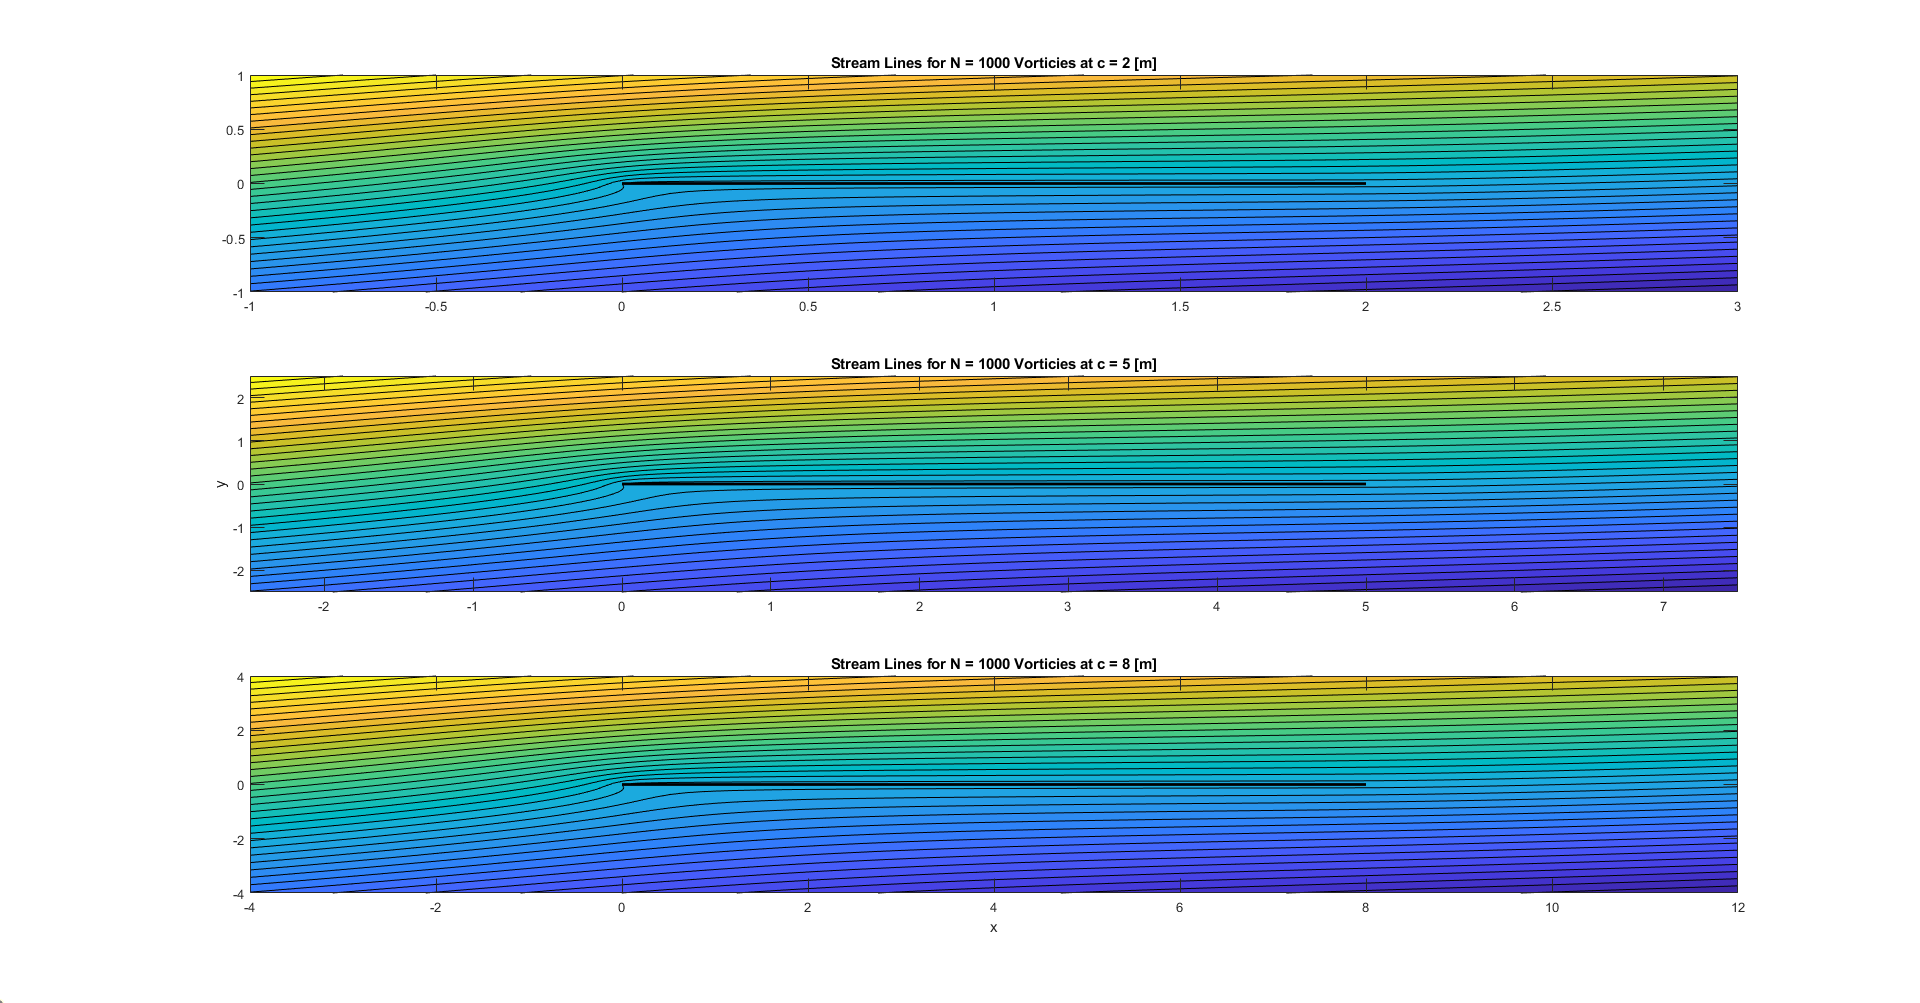 Stream Lines for N = 1000 Vorticies at c = 2 [m]
1
0.5
0
-0.5
-1
-1 -0.5 0 0.5 1 1.5 2 2.5 3
Stream Lines for N = 1000 Vorticies at c = 5 [m]
2
1
0
-1
-2
y
-2 -1 0 1 2 3 4 5 6 7
Stream Lines for N = 1000 Vorticies at c = 8 [m]
4
2
0
-2
-4
-4 -2 0 2 4 6 8 10 12
x